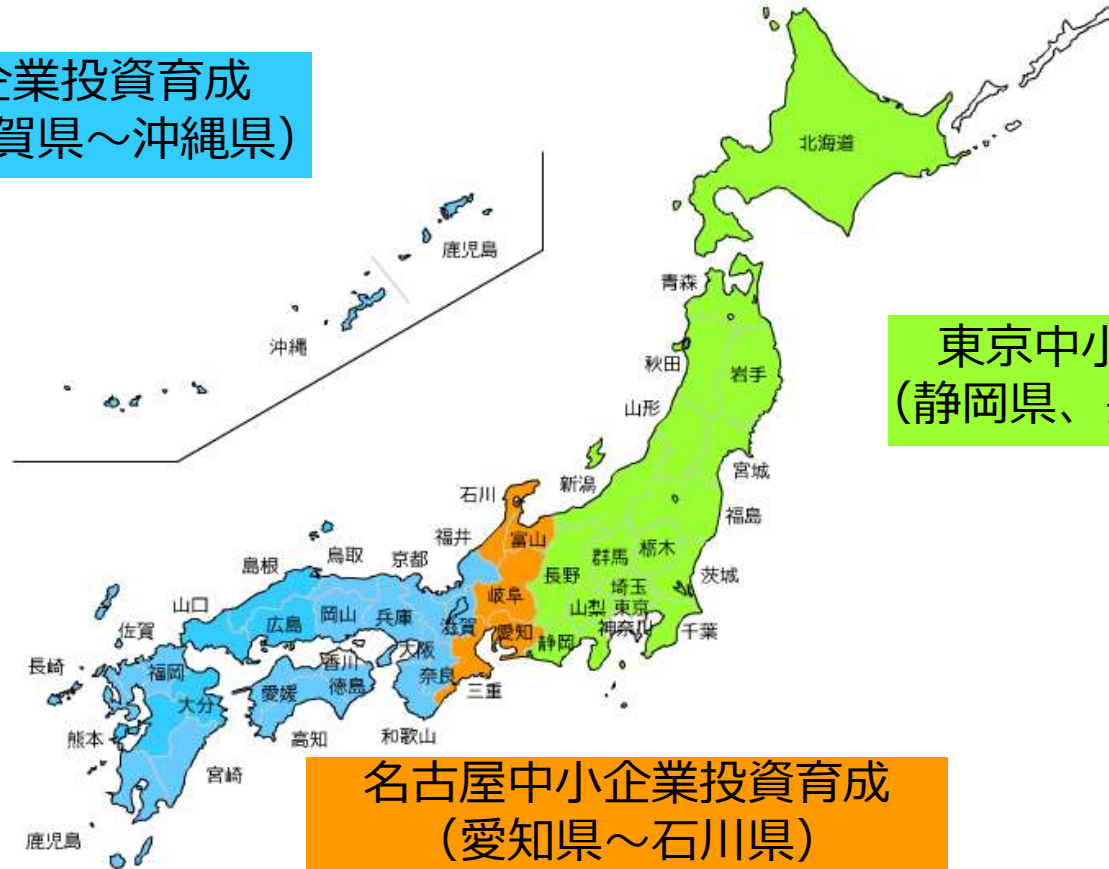 企業投資育成
賀県～沖縄県）
北海道
鹿児島
沖縄
青森
秋田
岩手
山形
宮城
新潟
石川
福島
福井
富山
群馬
栃木
島根
鳥取
京都
長野
茨城
埼玉
山口
岡山
兵庫
滋賀
岐阜
山梨
東京
広島
愛知
神奈川
千葉
佐賀
大阪
静岡
長崎
福岡
香川
奈良
愛媛
徳島
三重
大分
熊本
高知
和歌山
宮崎
鹿児島
東京中小
（静岡県、
名古屋中小企業投資育成
（愛知県～石川県）